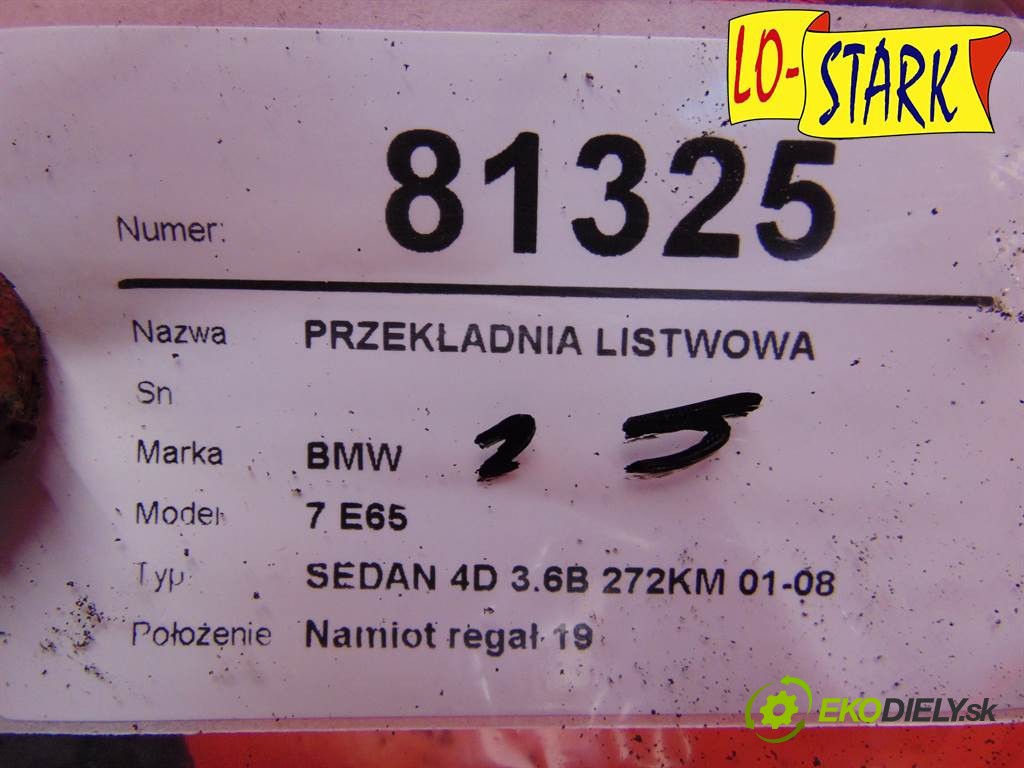 LO-STARK
Numer: 81325
Nazwa PRZEKŁADNIA LISTWOWA
Sn
Marka BMW
Model 7 E65
Typ SEDAN 4D 3.6B 272KM 01-08
Położenie Namiot regał 19
EKODIELY.sk